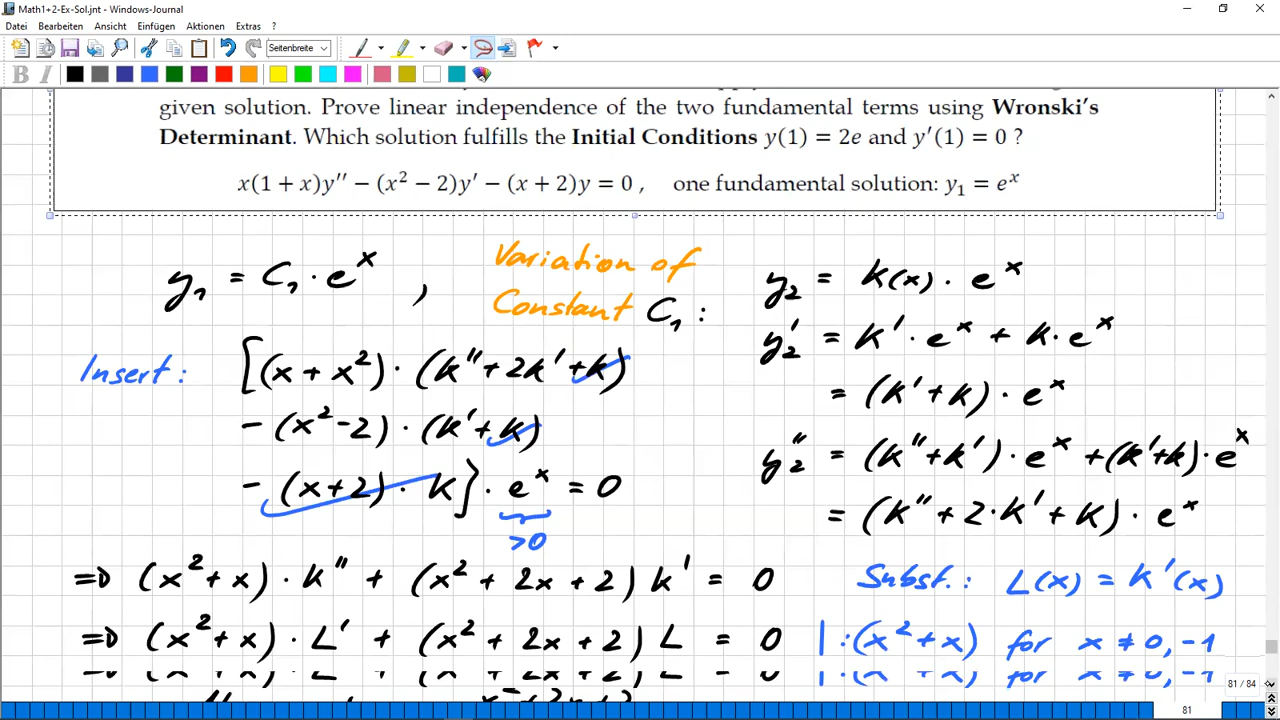 Math1+2-Ex-Sol.jnt - Windows-Journal
Datei Bearbeiten Ansicht Einfügen Aktionen Extras ?
Seitenbreite
B I
given solution. Prove linear independence of the two fundamental terms using Wronski's
Determinant. Which solution fulfills the Initial Conditions y(1) = 2e and y′(1) = 0 ?
x(1 + x)y″ − (x² − 2)y′ − (x + 2)y = 0 , one fundamental solution: y₁ = eˣ
y₁ = C₁ · eˣ ,
Variation of
Constant C₁ :
y₂ = k(x) · eˣ
y₂′ = k′ · eˣ + k · eˣ
= (k′ + k) · eˣ
y₂″ = (k″ + k′) · eˣ + (k′ + k) · eˣ
= (k″ + 2 · k′ + k) · eˣ
Insert : [(x + x²) · (k″ + 2k′ + k)
− (x² − 2) · (k′ + k)
− (x + 2) · k] · eˣ = 0
>0
⇒ (x² + x) · k″ + (x² + 2x + 2) k′ = 0 Subst.: L(x) = k′(x)
⇒ (x² + x) · L′ + (x² + 2x + 2) L = 0 | : (x² + x) for x ≠ 0, −1
81 / 84
81